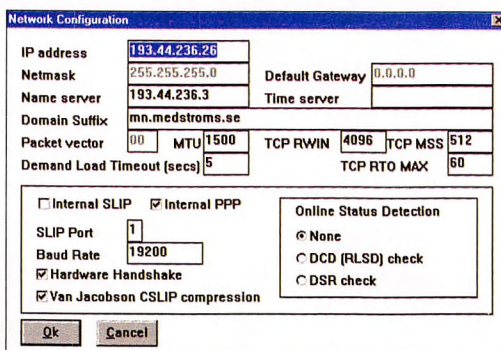 Network Configuration
IP address 193.44.236.26
Netmask 255.255.255.0 Default Gateway 0.0.0.0
Name server 193.44.236.3 Time server
Domain Suffix mn.medstroms.se
Packet vector 00 MTU 1500 TCP RWIN 4096 TCP MSS 512
Demand Load Timeout (secs) 5 TCP RTO MAX 60
Internal SLIP Internal PPP
Online Status Detection
SLIP Port 1
None
Baud Rate 19200
DCD (RLSD) check
Hardware Handshake
DSR check
Van Jacobson CSLIP compression
Ok Cancel